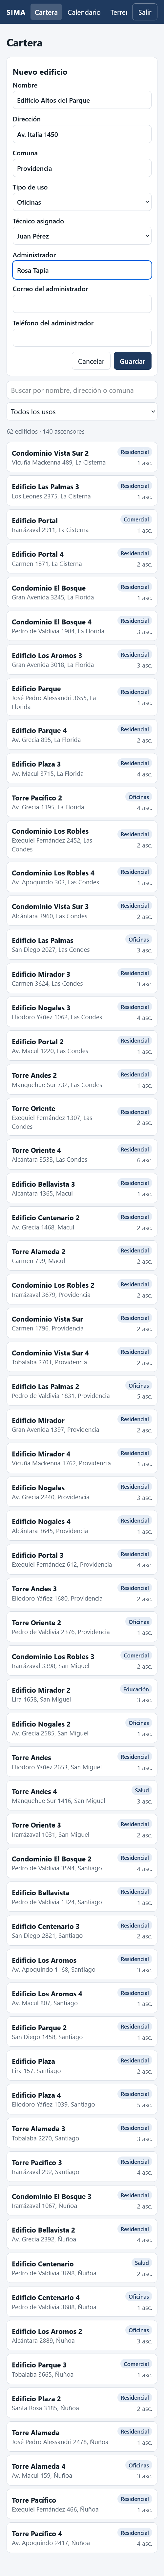 SIMA Cartera Calendario Terrer Salir
Cartera
Nuevo edificio
Nombre
Edificio Altos del Parque
Dirección
Av. Italia 1450
Comuna
Providencia
Tipo de uso
Oficinas
Técnico asignado
Juan Pérez
Administrador
Rosa Tapia
Correo del administrador
Teléfono del administrador
Cancelar Guardar
Buscar por nombre, dirección o comuna
Todos los usos
62 edificios · 140 ascensores
Condominio Vista Sur 2 Residencial
Vicuña Mackenna 489, La Cisterna 1 asc.
Edificio Las Palmas 3 Residencial
Los Leones 2375, La Cisterna 1 asc.
Edificio Portal Comercial
Irarrázaval 2911, La Cisterna 1 asc.
Edificio Portal 4 Residencial
Carmen 1871, La Cisterna 2 asc.
Condominio El Bosque Residencial
Gran Avenida 3245, La Florida 1 asc.
Condominio El Bosque 4 Residencial
Pedro de Valdivia 1984, La Florida 3 asc.
Edificio Los Aromos 3 Residencial
Gran Avenida 3018, La Florida 3 asc.
Edificio Parque Residencial
José Pedro Alessandri 3655, La
Florida 1 asc.
Edificio Parque 4 Residencial
Av. Grecia 895, La Florida 2 asc.
Edificio Plaza 3 Residencial
Av. Macul 3715, La Florida 4 asc.
Torre Pacífico 2 Oficinas
Av. Grecia 1195, La Florida 4 asc.
Condominio Los Robles Residencial
Exequiel Fernández 2452, Las
Condes 2 asc.
Condominio Los Robles 4 Residencial
Av. Apoquindo 303, Las Condes 1 asc.
Condominio Vista Sur 3 Residencial
Alcántara 3960, Las Condes 2 asc.
Edificio Las Palmas Oficinas
San Diego 2027, Las Condes 3 asc.
Edificio Mirador 3 Residencial
Carmen 3624, Las Condes 3 asc.
Edificio Nogales 3 Residencial
Eliodoro Yáñez 1062, Las Condes 4 asc.
Edificio Portal 2 Residencial
Av. Macul 1220, Las Condes 1 asc.
Torre Andes 2 Residencial
Manquehue Sur 732, Las Condes 1 asc.
Torre Oriente Residencial
Exequiel Fernández 1307, Las
Condes 2 asc.
Torre Oriente 4 Residencial
Alcántara 3533, Las Condes 6 asc.
Edificio Bellavista 3 Residencial
Alcántara 1365, Macul 1 asc.
Edificio Centenario 2 Residencial
Av. Grecia 1468, Macul 2 asc.
Torre Alameda 2 Residencial
Carmen 799, Macul 2 asc.
Condominio Los Robles 2 Residencial
Irarrázaval 3679, Providencia 2 asc.
Condominio Vista Sur Residencial
Carmen 1796, Providencia 2 asc.
Condominio Vista Sur 4 Residencial
Tobalaba 2701, Providencia 2 asc.
Edificio Las Palmas 2 Oficinas
Pedro de Valdivia 1831, Providencia 5 asc.
Edificio Mirador Residencial
Gran Avenida 1397, Providencia 2 asc.
Edificio Mirador 4 Residencial
Vicuña Mackenna 1762, Providencia 1 asc.
Edificio Nogales Residencial
Av. Grecia 2240, Providencia 3 asc.
Edificio Nogales 4 Residencial
Alcántara 3645, Providencia 1 asc.
Edificio Portal 3 Residencial
Exequiel Fernández 612, Providencia 4 asc.
Torre Andes 3 Residencial
Eliodoro Yáñez 1680, Providencia 2 asc.
Torre Oriente 2 Oficinas
Pedro de Valdivia 2376, Providencia 1 asc.
Condominio Los Robles 3 Comercial
Irarrázaval 3398, San Miguel 2 asc.
Edificio Mirador 2 Educación
Lira 1658, San Miguel 3 asc.
Edificio Nogales 2 Oficinas
Av. Grecia 2585, San Miguel 1 asc.
Torre Andes Residencial
Eliodoro Yáñez 2653, San Miguel 1 asc.
Torre Andes 4 Salud
Manquehue Sur 1416, San Miguel 3 asc.
Torre Oriente 3 Residencial
Irarrázaval 1031, San Miguel 2 asc.
Condominio El Bosque 2 Residencial
Pedro de Valdivia 3594, Santiago 4 asc.
Edificio Bellavista Residencial
Pedro de Valdivia 1324, Santiago 1 asc.
Edificio Centenario 3 Residencial
San Diego 2821, Santiago 2 asc.
Edificio Los Aromos Residencial
Av. Apoquindo 1168, Santiago 3 asc.
Edificio Los Aromos 4 Residencial
Av. Macul 807, Santiago 1 asc.
Edificio Parque 2 Residencial
San Diego 1458, Santiago 1 asc.
Edificio Plaza Residencial
Lira 157, Santiago 2 asc.
Edificio Plaza 4 Residencial
Eliodoro Yáñez 1039, Santiago 5 asc.
Torre Alameda 3 Residencial
Tobalaba 2270, Santiago 3 asc.
Torre Pacífico 3 Residencial
Irarrázaval 292, Santiago 4 asc.
Condominio El Bosque 3 Residencial
Irarrázaval 1067, Ñuñoa 2 asc.
Edificio Bellavista 2 Residencial
Av. Grecia 2392, Ñuñoa 4 asc.
Edificio Centenario Salud
Pedro de Valdivia 3698, Ñuñoa 2 asc.
Edificio Centenario 4 Oficinas
Pedro de Valdivia 3688, Ñuñoa 1 asc.
Edificio Los Aromos 2 Oficinas
Alcántara 2889, Ñuñoa 3 asc.
Edificio Parque 3 Comercial
Tobalaba 3665, Ñuñoa 1 asc.
Edificio Plaza 2 Residencial
Santa Rosa 3185, Ñuñoa 2 asc.
Torre Alameda Residencial
José Pedro Alessandri 2478, Ñuñoa 1 asc.
Torre Alameda 4 Oficinas
Av. Macul 159, Ñuñoa 3 asc.
Torre Pacífico Residencial
Exequiel Fernández 466, Ñuñoa 1 asc.
Torre Pacífico 4 Residencial
Av. Apoquindo 2417, Ñuñoa 4 asc.